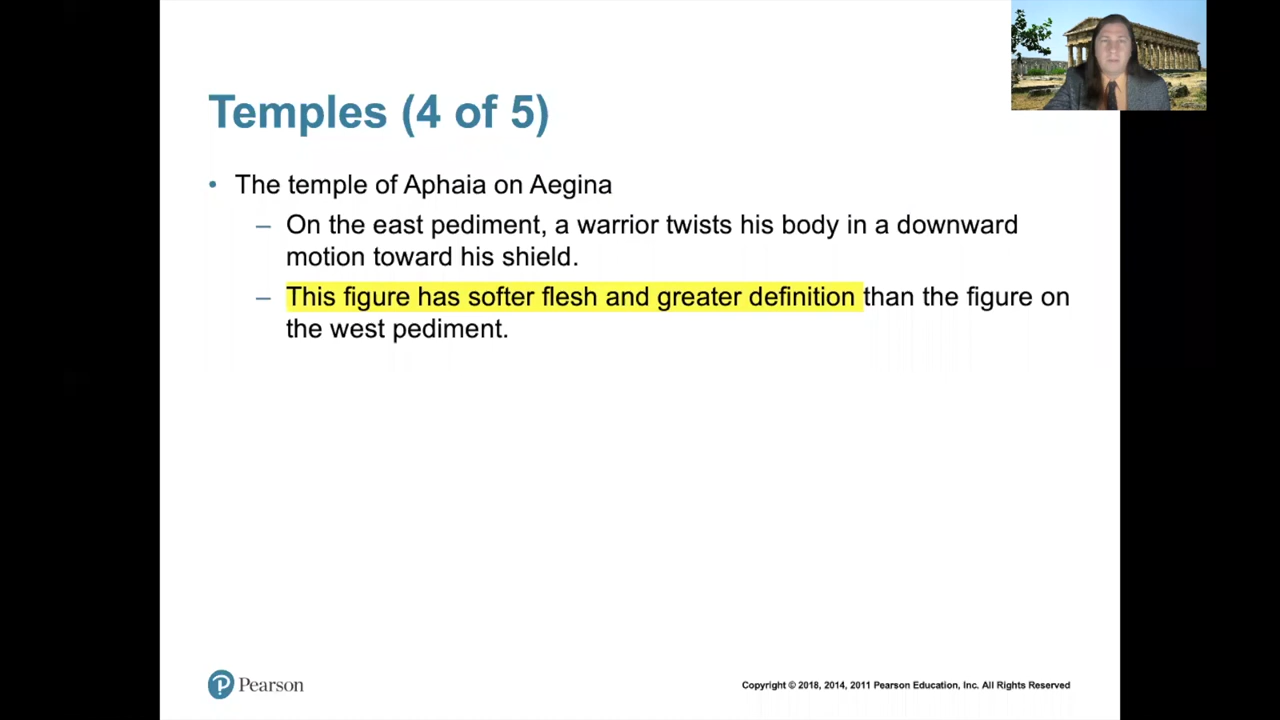 Temples (4 of 5)
• The temple of Aphaia on Aegina
– On the east pediment, a warrior twists his body in a downward
motion toward his shield.
– This figure has softer flesh and greater definition than the figure on
the west pediment.
Pearson
Copyright © 2018, 2014, 2011 Pearson Education, Inc. All Rights Reserved